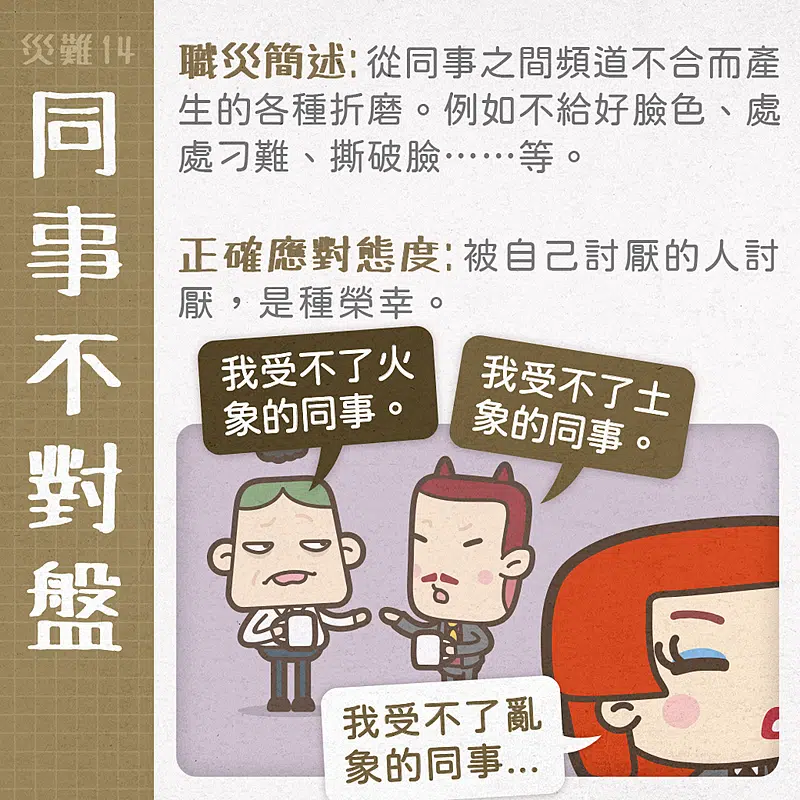 災難14
同事不對盤
職災簡述:從同事之間頻道不合而產
生的各種折磨。例如不給好臉色、處
處刁難、撕破臉……等。
正確應對態度:被自己討厭的人討
厭,是種榮幸。
我受不了火
象的同事。
我受不了土
象的同事。
我受不了亂
象的同事...